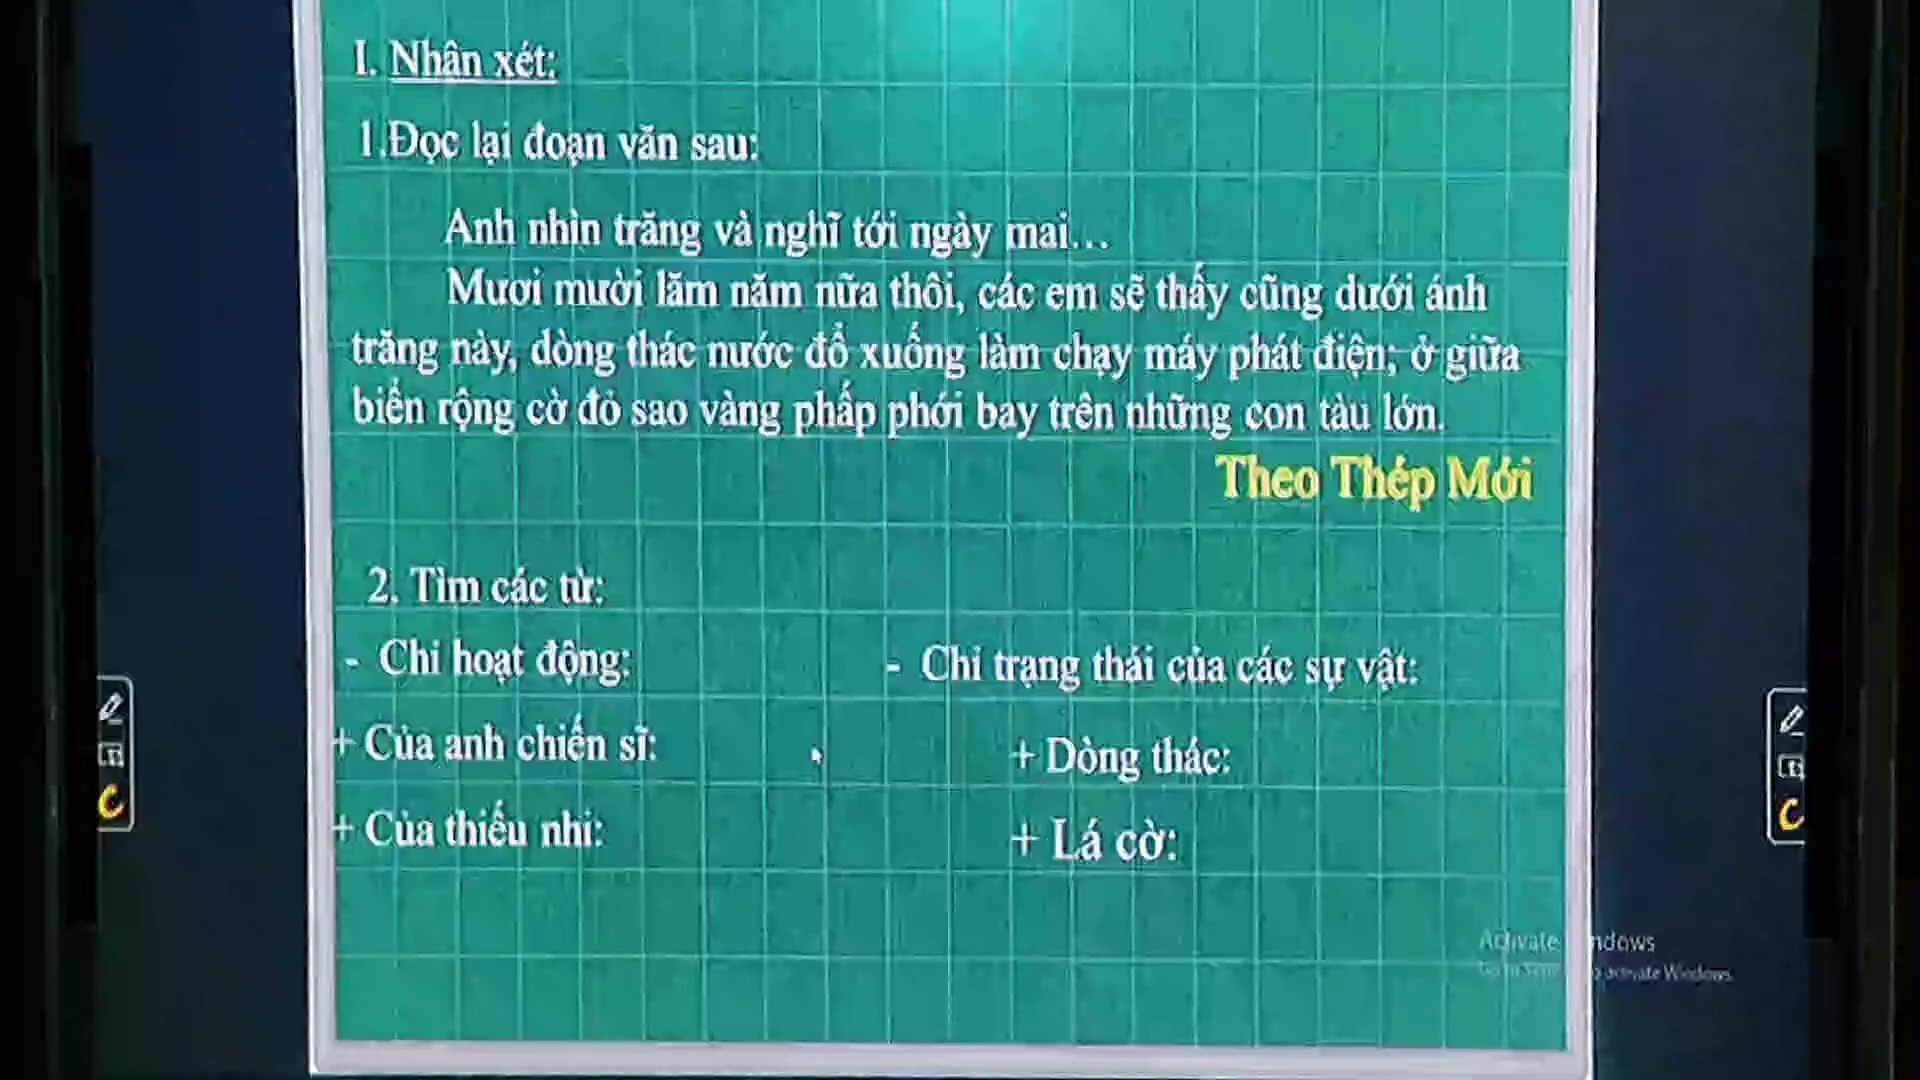 I. Nhận xét:
1.Đọc lại đoạn văn sau:
Anh nhìn trăng và nghĩ tới ngày mai...
Mươi mười lăm năm nữa thôi, các em sẽ thấy cũng dưới ánh
trăng này, dòng thác nước đổ xuống làm chạy máy phát điện; ở giữa
biển rộng cờ đỏ sao vàng phấp phới bay trên những con tàu lớn.
Theo Thép Mới
2. Tìm các từ:
- Chỉ hoạt động:
- Chỉ trạng thái của các sự vật:
+ Của anh chiến sĩ:
+ Dòng thác:
+ Của thiếu nhi:
+ Lá cờ:
Activate
activate Windows.